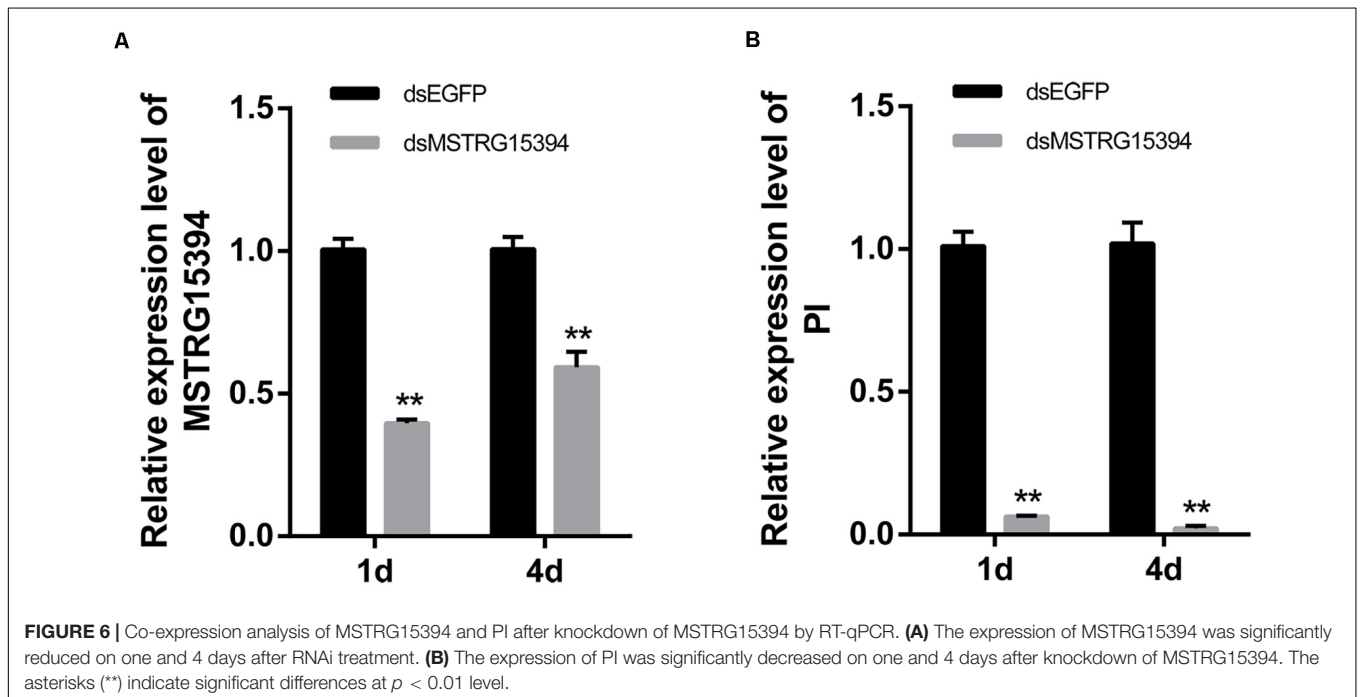 A
Relative expression level of
MSTRG15394
1.5
1.0
0.5
0.0
dsEGFP
dsMSTRG15394
**
**
1d
4d
B
Relative expression level of
PI
1.5
1.0
0.5
0.0
dsEGFP
dsMSTRG15394
**
**
1d
4d
FIGURE 6 | Co-expression analysis of MSTRG15394 and PI after knockdown of MSTRG15394 by RT-qPCR. (A) The expression of MSTRG15394 was significantly
reduced on one and 4 days after RNAi treatment. (B) The expression of PI was significantly decreased on one and 4 days after knockdown of MSTRG15394. The
asterisks (**) indicate significant differences at p < 0.01 level.